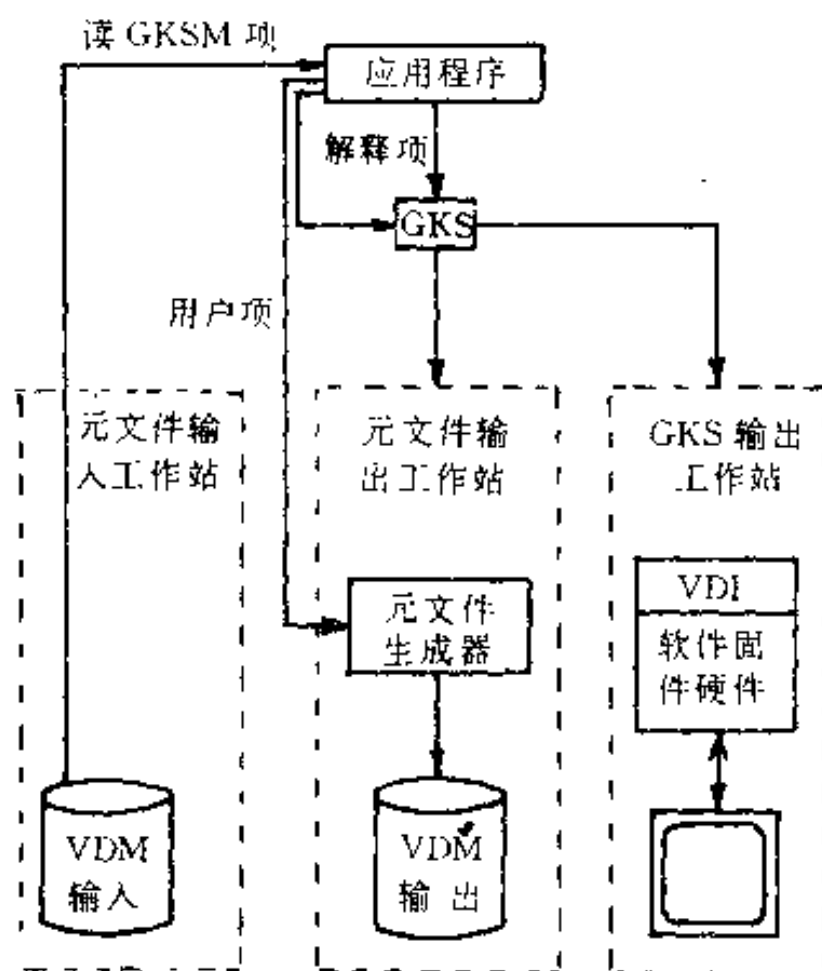 读 GKSM 项
应用程序
解释项
GKS
用户项
元文件输
入工作站
元文件输
出工作站
GKS 输出
工作站
元文件
生成器
VDI
软件固
件硬件
VDM
输入
VDM
输出